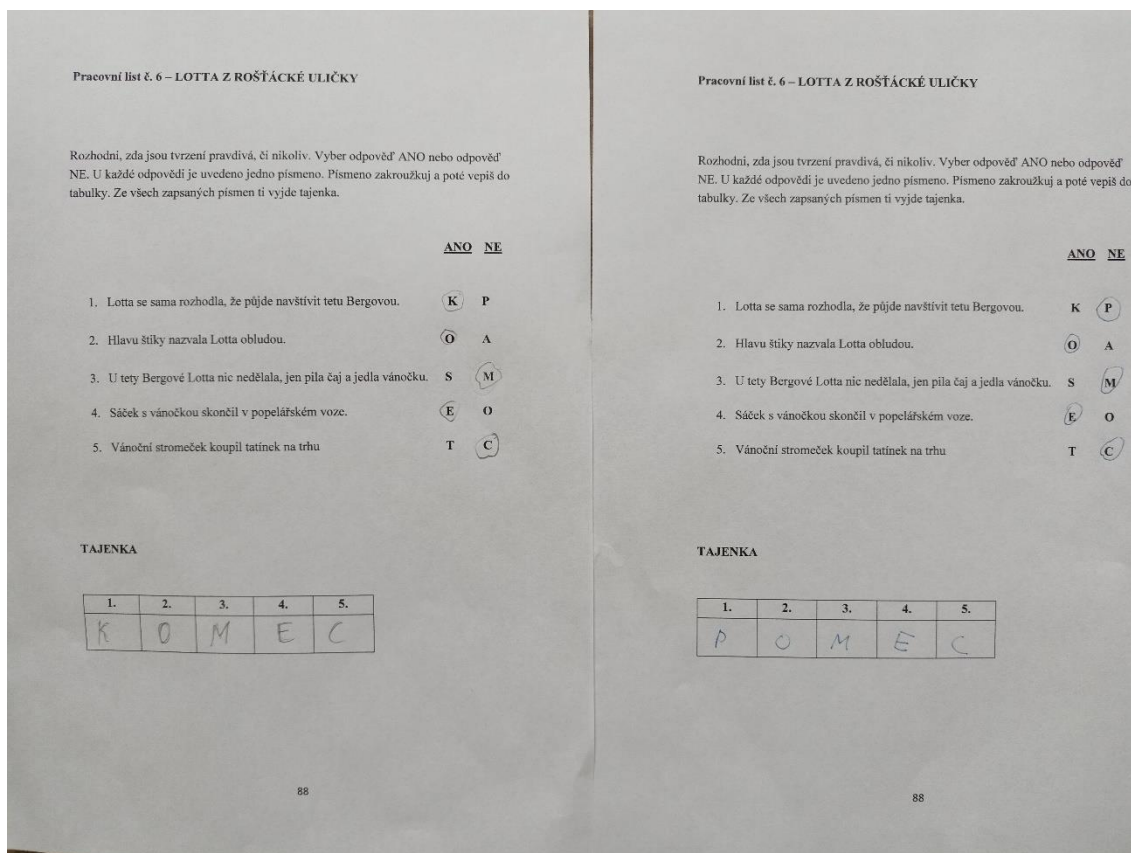 Pracovní list č. 6 – LOTTA Z ROŠŤÁCKÉ ULIČKY
Rozhodni, zda jsou tvrzení pravdivá, či nikoliv. Vyber odpověď ANO nebo odpověď
NE. U každé odpovědi je uvedeno jedno písmeno. Písmeno zakroužkuj a poté vepiš do
tabulky. Ze všech zapsaných písmen ti vyjde tajenka.
ANO NE
1. Lotta se sama rozhodla, že půjde navštívit tetu Bergovou. K P
2. Hlavu štiky nazvala Lotta obludou. O A
3. U tety Bergové Lotta nic nedělala, jen pila čaj a jedla vánočku. S M
4. Sáček s vánočkou skončil v popelářském voze. E O
5. Vánoční stromeček koupil tatínek na trhu T C
TAJENKA
1. 2. 3. 4. 5.
K O M E C
88
Pracovní list č. 6 – LOTTA Z ROŠŤÁCKÉ ULIČKY
Rozhodni, zda jsou tvrzení pravdivá, či nikoliv. Vyber odpověď ANO nebo odpověď
NE. U každé odpovědi je uvedeno jedno písmeno. Písmeno zakroužkuj a poté vepiš do
tabulky. Ze všech zapsaných písmen ti vyjde tajenka.
ANO NE
1. Lotta se sama rozhodla, že půjde navštívit tetu Bergovou. K P
2. Hlavu štiky nazvala Lotta obludou. O A
3. U tety Bergové Lotta nic nedělala, jen pila čaj a jedla vánočku. S M
4. Sáček s vánočkou skončil v popelářském voze. E O
5. Vánoční stromeček koupil tatínek na trhu T C
TAJENKA
1. 2. 3. 4. 5.
P O M E C
88